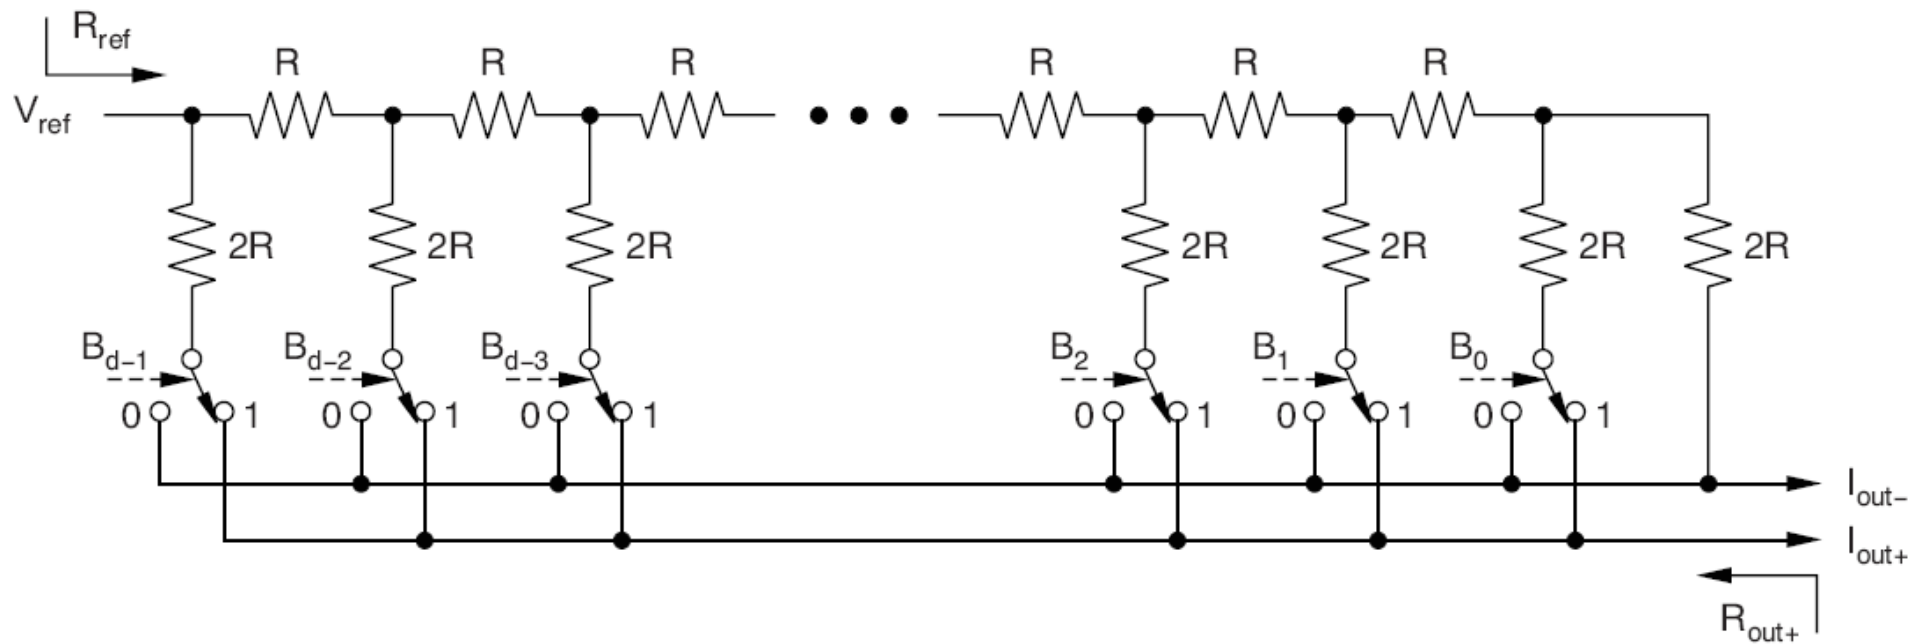 R_ref
R R R R R R
V_ref
2R 2R 2R 2R 2R 2R 2R
B_d−1 B_d−2 B_d−3 B_2 B_1 B_0
0 1 0 1 0 1 0 1 0 1 0 1
I_out−
I_out+
R_out+